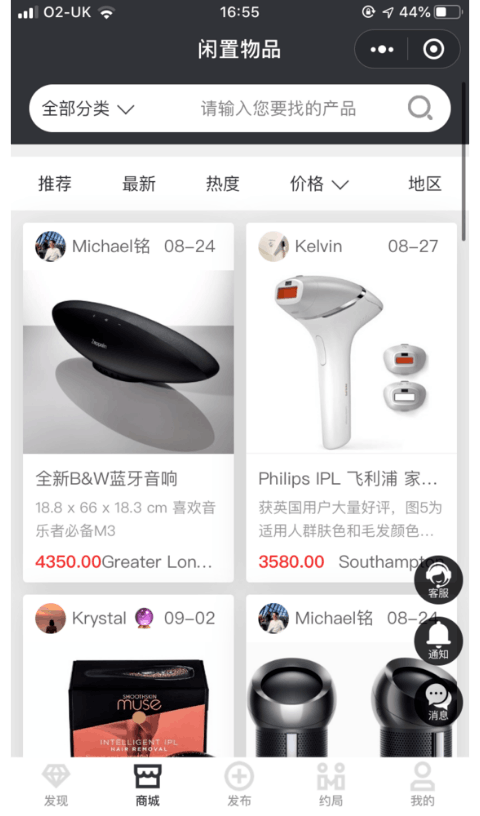 O2-UK
16:55
44%
闲置物品
全部分类
请输入您要找的产品
推荐
最新
热度
价格
地区
Michael铭 08-24
Kelvin 08-27
全新B&W蓝牙音响
18.8 x 66 x 18.3 cm 喜欢音
乐者必备M3
4350.00Greater Lon...
Philips IPL 飞利浦 家...
获英国用户大量好评，图5为
适用人群肤色和毛发颜色...
3580.00 Southampton
客服
Krystal 🔮 09-02
Michael铭 08-24
SMOOTHSKIN
muse
INTELLIGENT IPL
HAIR REMOVAL
通知
消息
发现
商城
发布
约局
我的